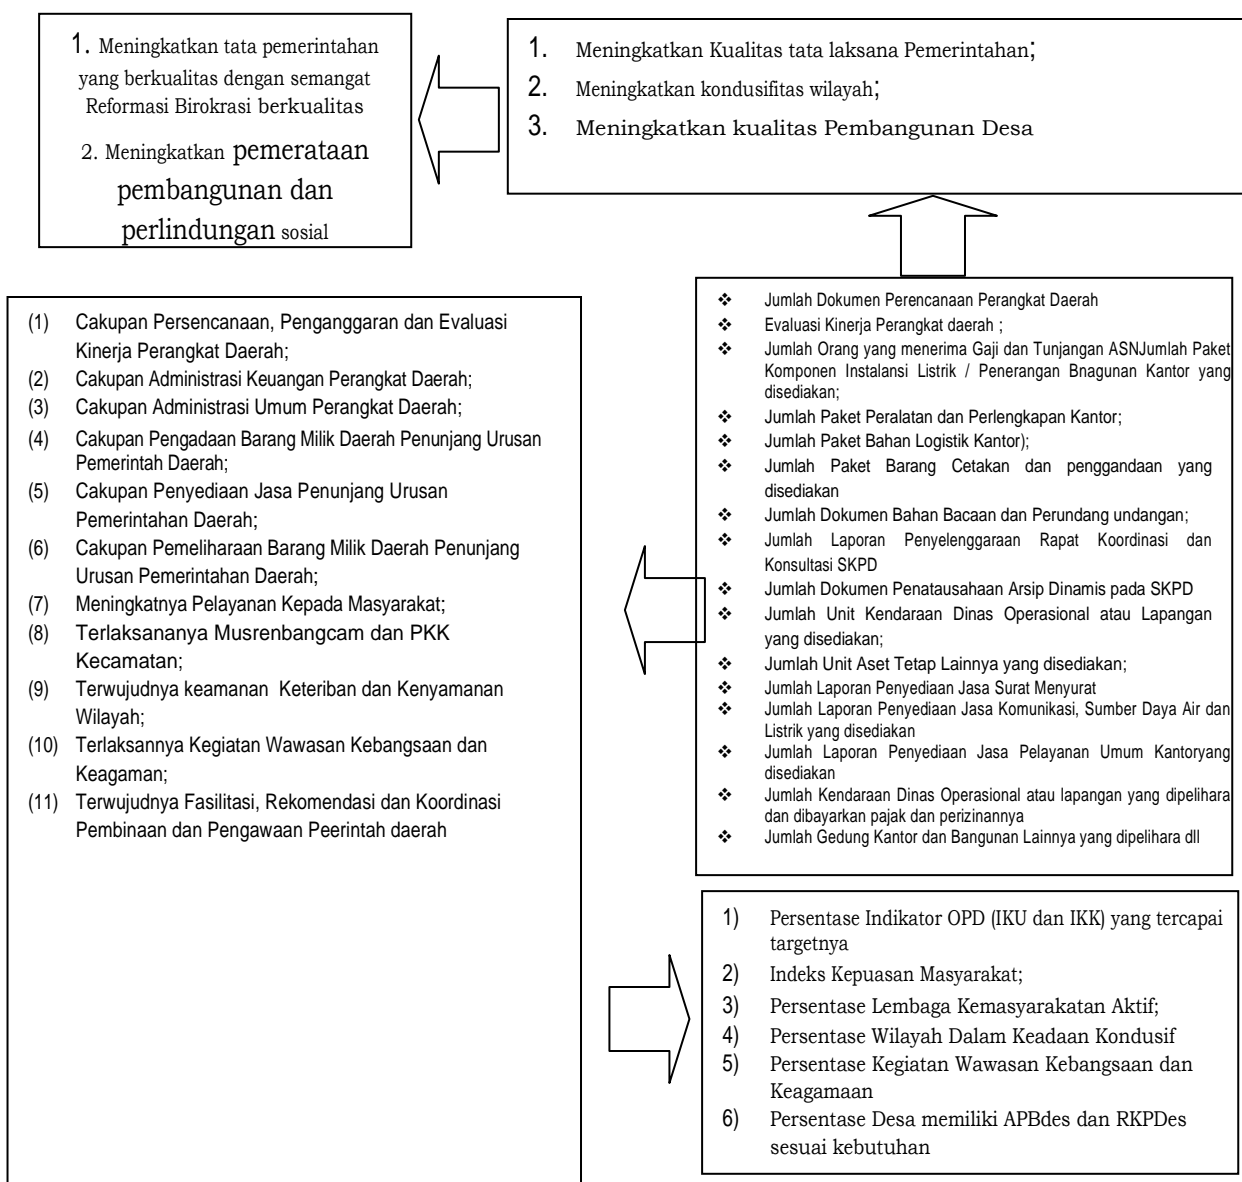 1. Meningkatkan tata pemerintahan
yang berkualitas dengan semangat
Reformasi Birokrasi berkualitas
2. Meningkatkan pemerataan
pembangunan dan
perlindungan sosial
1. Meningkatkan Kualitas tata laksana Pemerintahan;
2. Meningkatkan kondusifitas wilayah;
3. Meningkatkan kualitas Pembangunan Desa
(1) Cakupan Persencanaan, Penganggaran dan Evaluasi
Kinerja Perangkat Daerah;
(2) Cakupan Administrasi Keuangan Perangkat Daerah;
(3) Cakupan Administrasi Umum Perangkat Daerah;
(4) Cakupan Pengadaan Barang Milik Daerah Penunjang Urusan
Pemerintah Daerah;
(5) Cakupan Penyediaan Jasa Penunjang Urusan
Pemerintahan Daerah;
(6) Cakupan Pemeliharaan Barang Milik Daerah Penunjang
Urusan Pemerintahan Daerah;
(7) Meningkatnya Pelayanan Kepada Masyarakat;
(8) Terlaksananya Musrenbangcam dan PKK
Kecamatan;
(9) Terwujudnya keamanan Keteriban dan Kenyamanan
Wilayah;
(10) Terlaksannya Kegiatan Wawasan Kebangsaan dan
Keagaman;
(11) Terwujudnya Fasilitasi, Rekomendasi dan Koordinasi
Pembinaan dan Pengawaan Peerintah daerah
❖ Jumlah Dokumen Perencanaan Perangkat Daerah
❖ Evaluasi Kinerja Perangkat daerah ;
❖ Jumlah Orang yang menerima Gaji dan Tunjangan ASNJumlah Paket
Komponen Instalansi Listrik / Penerangan Bnagunan Kantor yang
disediakan;
❖ Jumlah Paket Peralatan dan Perlengkapan Kantor;
❖ Jumlah Paket Bahan Logistik Kantor);
❖ Jumlah Paket Barang Cetakan dan penggandaan yang
disediakan
❖ Jumlah Dokumen Bahan Bacaan dan Perundang undangan;
❖ Jumlah Laporan Penyelenggaraan Rapat Koordinasi dan
Konsultasi SKPD
❖ Jumlah Dokumen Penatausahaan Arsip Dinamis pada SKPD
❖ Jumlah Unit Kendaraan Dinas Operasional atau Lapangan
yang disediakan;
❖ Jumlah Unit Aset Tetap Lainnya yang disediakan;
❖ Jumlah Laporan Penyediaan Jasa Surat Menyurat
❖ Jumlah Laporan Penyediaan Jasa Komunikasi, Sumber Daya Air dan
Listrik yang disediakan
❖ Jumlah Laporan Penyediaan Jasa Pelayanan Umum Kantoryang
disediakan
❖ Jumlah Kendaraan Dinas Operasional atau lapangan yang dipelihara
dan dibayarkan pajak dan perizinannya
❖ Jumlah Gedung Kantor dan Bangunan Lainnya yang dipelihara dll
1) Persentase Indikator OPD (IKU dan IKK) yang tercapai
targetnya
2) Indeks Kepuasan Masyarakat;
3) Persentase Lembaga Kemasyarakatan Aktif;
4) Persentase Wilayah Dalam Keadaan Kondusif
5) Persentase Kegiatan Wawasan Kebangsaan dan
Keagamaan
6) Persentase Desa memiliki APBdes dan RKPDes
sesuai kebutuhan